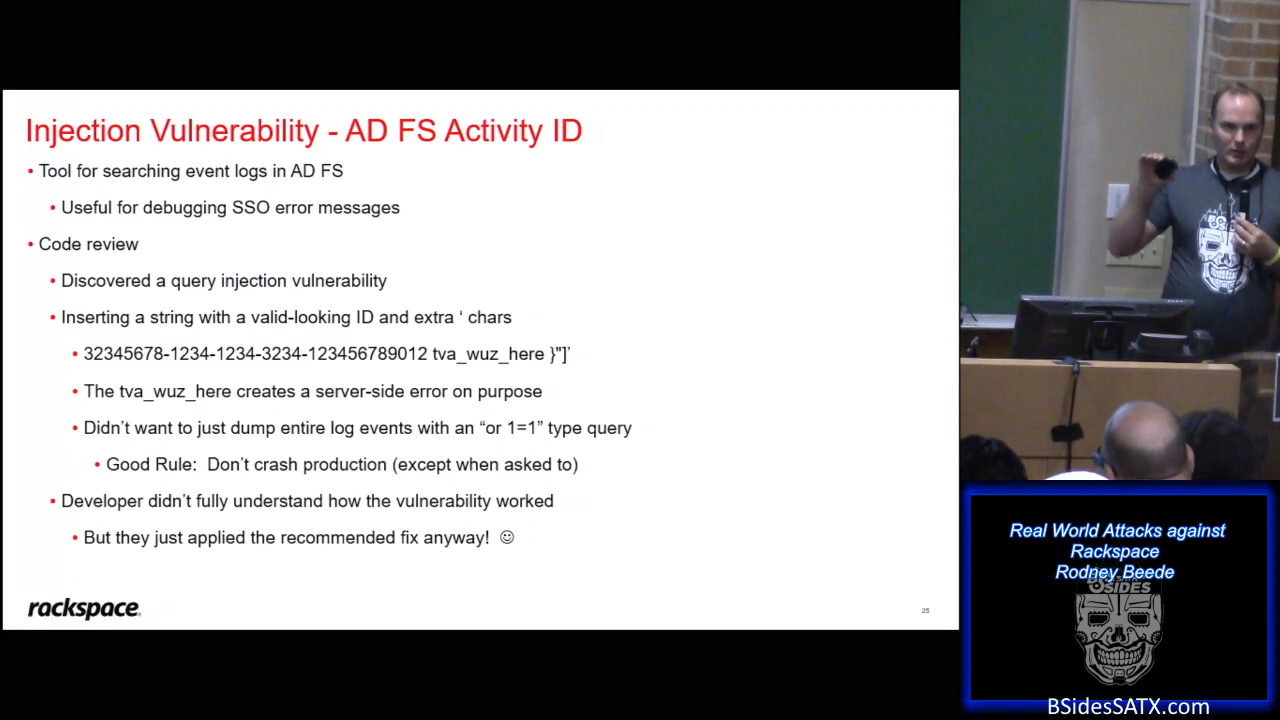 Injection Vulnerability - AD FS Activity ID
• Tool for searching event logs in AD FS
• Useful for debugging SSO error messages
• Code review
• Discovered a query injection vulnerability
• Inserting a string with a valid-looking ID and extra ‘ chars
• 32345678-1234-1234-3234-123456789012 tva_wuz_here }"]’
• The tva_wuz_here creates a server-side error on purpose
• Didn’t want to just dump entire log events with an “or 1=1” type query
• Good Rule:  Don’t crash production (except when asked to)
• Developer didn’t fully understand how the vulnerability worked
• But they just applied the recommended fix anyway! ☺
rackspace
25
Real World Attacks against
Rackspace
Rodney Beede
BSIDES
BSidesSATX.com